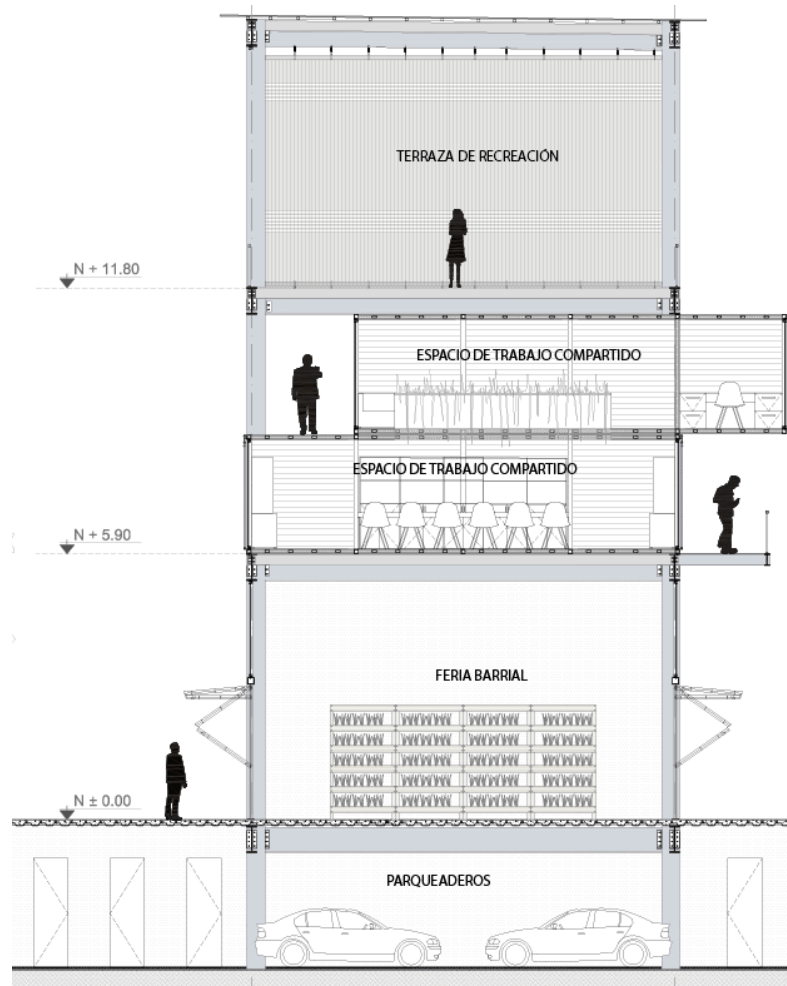 TERRAZA DE RECREACIÓN
N + 11.80
ESPACIO DE TRABAJO COMPARTIDO
ESPACIO DE TRABAJO COMPARTIDO
N + 5.90
FERIA BARRIAL
N ± 0.00
PARQUEADEROS